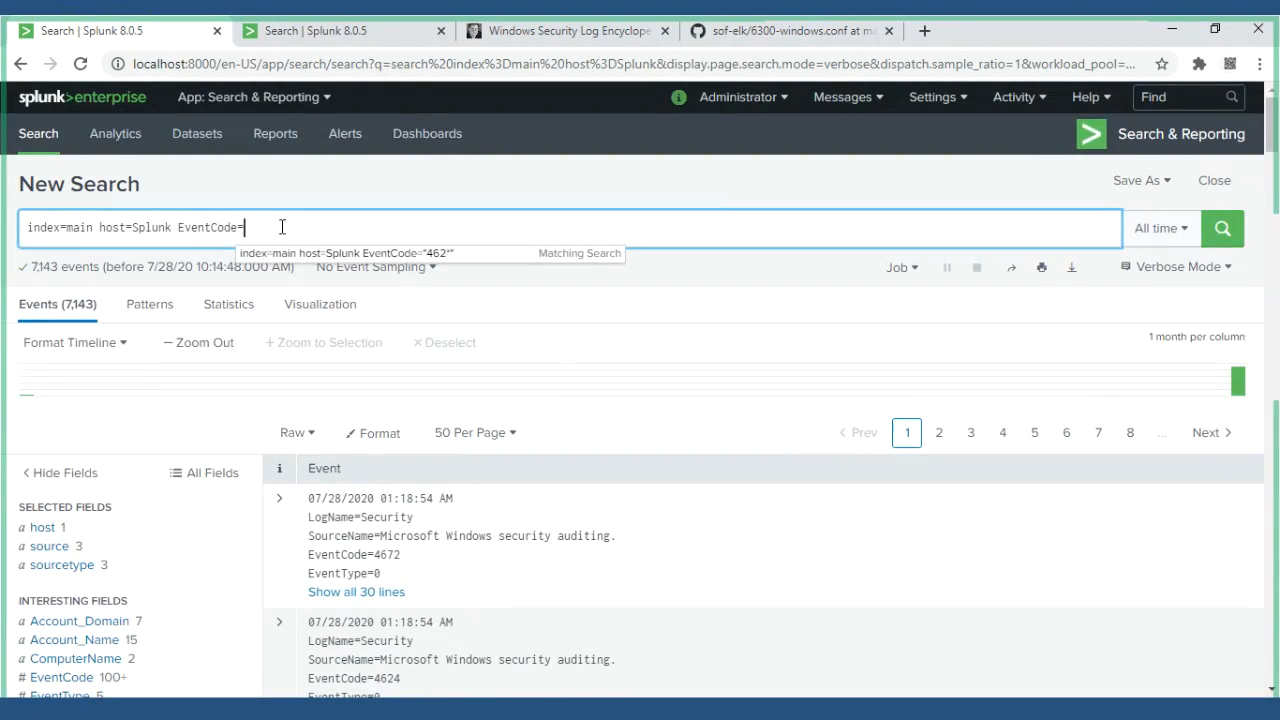 Search | Splunk 8.0.5
Search | Splunk 8.0.5
Windows Security Log Encyclope
sof-elk/6300-windows.conf at ma
localhost:8000/en-US/app/search/search?q=search%20index%3Dmain%20host%3DSplunk&display.page.search.mode=verbose&dispatch.sample_ratio=1&workload_pool=...
splunk>enterprise
App: Search & Reporting
Administrator
Messages
Settings
Activity
Help
Find
Search
Analytics
Datasets
Reports
Alerts
Dashboards
Search & Reporting
New Search
Save As
Close
index=main host=Splunk EventCode=
All time
index=main host=Splunk EventCode="462*"
Matching Search
7,143 events (before 7/28/20 10:14:48.000 AM)
No Event Sampling
Job
Verbose Mode
Events (7,143)
Patterns
Statistics
Visualization
Format Timeline
— Zoom Out
+ Zoom to Selection
× Deselect
1 month per column
Raw
Format
50 Per Page
< Prev
1
2
3
4
5
6
7
8
...
Next >
< Hide Fields
All Fields
i
Event
SELECTED FIELDS
a host 1
a source 3
a sourcetype 3
INTERESTING FIELDS
a Account_Domain 7
a Account_Name 15
a ComputerName 2
# EventCode 100+
# EventType 5
07/28/2020 01:18:54 AM
LogName=Security
SourceName=Microsoft Windows security auditing.
EventCode=4672
EventType=0
Show all 30 lines
07/28/2020 01:18:54 AM
LogName=Security
SourceName=Microsoft Windows security auditing.
EventCode=4624
EventType=0